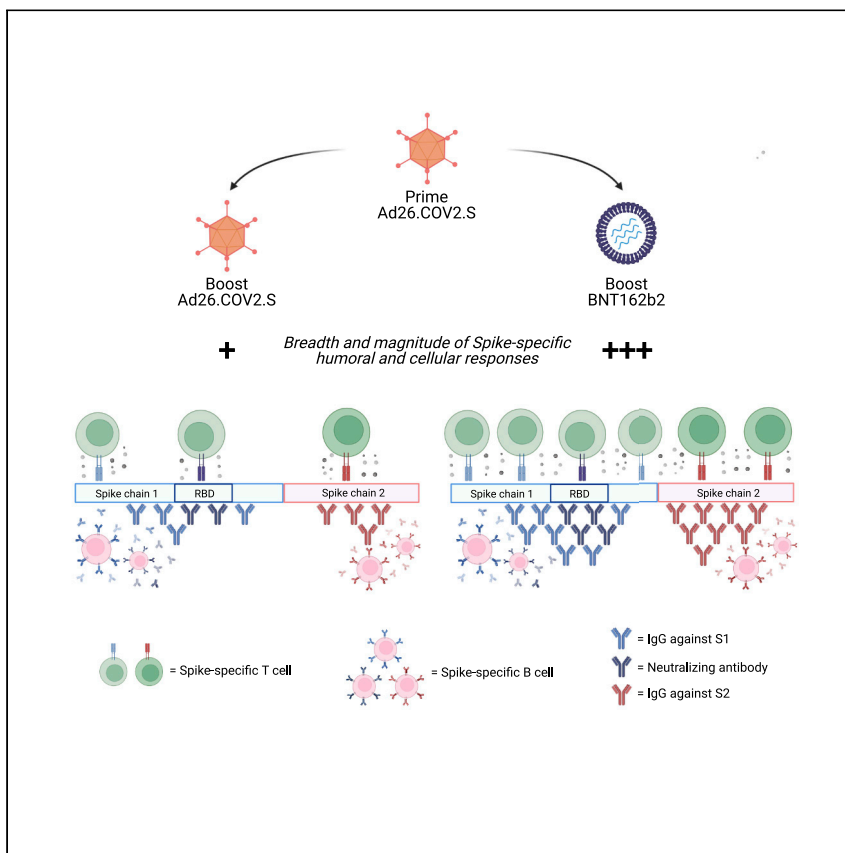 Prime
Ad26.COV2.S
Boost
Ad26.COV2.S
Boost
BNT162b2
+
Breadth and magnitude of Spike-specific
humoral and cellular responses
+++
Spike chain 1
RBD
Spike chain 2
Spike chain 1
RBD
Spike chain 2
= Spike-specific T cell
= Spike-specific B cell
= IgG against S1
= Neutralizing antibody
= IgG against S2